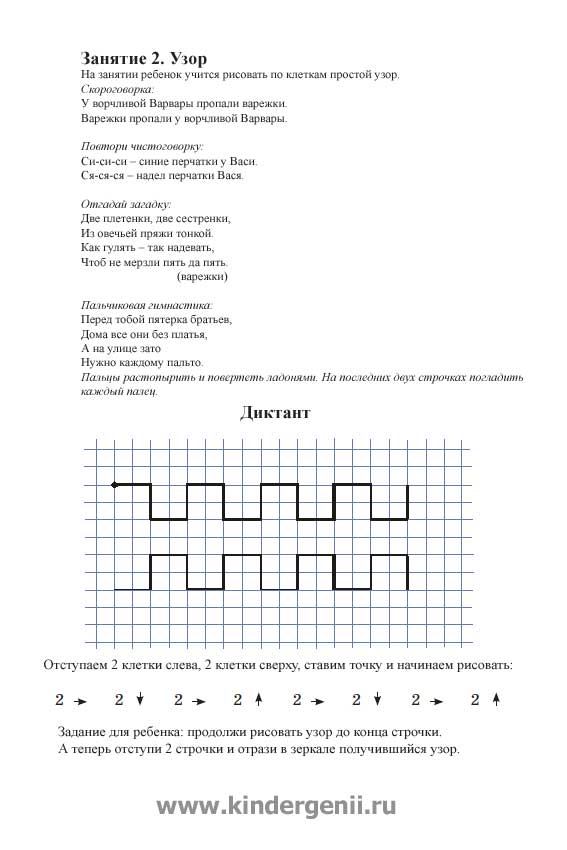 Занятие 2. Узор
На занятии ребенок учится рисовать по клеткам простой узор.
Скороговорка:
У ворчливой Варвары пропали варежки.
Варежки пропали у ворчливой Варвары.
Повтори чистоговорку:
Си-си-си – синие перчатки у Васи.
Ся-ся-ся – надел перчатки Вася.
Отгадай загадку:
Две плетенки, две сестренки,
Из овечьей пряжи тонкой.
Как гулять – так надевать,
Чтоб не мерзли пять да пять.
(варежки)
Пальчиковая гимнастика:
Перед тобой пятерка братьев,
Дома все они без платья,
А на улице зато
Нужно каждому пальто.
Пальцы растопырить и повертеть ладонями. На последних двух строчках погладить
каждый палец.
Диктант
Отступаем 2 клетки слева, 2 клетки сверху, ставим точку и начинаем рисовать:
2 → 2 ↓ 2 → 2 ↑ 2 → 2 ↓ 2 → 2 ↑
Задание для ребенка: продолжи рисовать узор до конца строчки.
А теперь отступи 2 строчки и отрази в зеркале получившийся узор.
www.kindergenii.ru